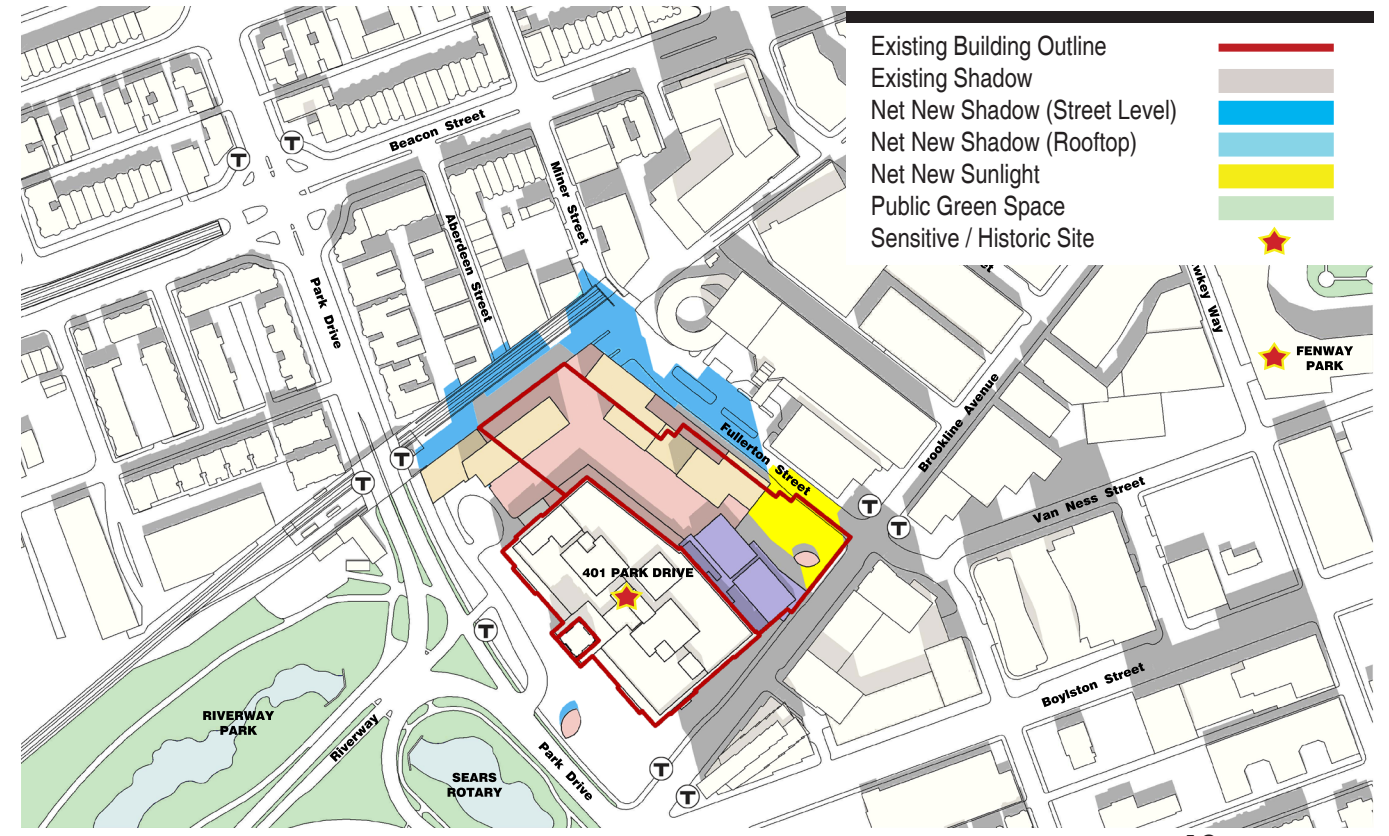 Existing Building Outline
Existing Shadow
Net New Shadow (Street Level)
Net New Shadow (Rooftop)
Net New Sunlight
Public Green Space
Sensitive / Historic Site
Beacon Street
T
T
Miner Street
Aberdeen Street
Park Drive
wkey Way
FENWAY
PARK
Brookline Avenue
Fullerton Street
T
T
T
T
Van Ness Street
401 PARK DRIVE
T
Boylston Street
RIVERWAY
PARK
Riverway
SEARS
ROTARY
Park Drive
T
T